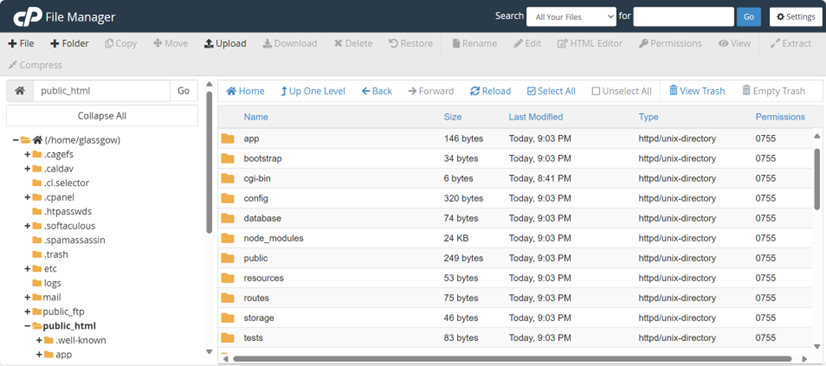 cP File Manager Search All Your Files for Go Settings
File Folder Copy Move Upload Download Delete Restore Rename Edit HTML Editor Permissions View Extract
Compress
public_html Go
Collapse All
(/home/glassgow)
.cagefs
.caldav
.cl.selector
.cpanel
.htpasswds
.softaculous
.spamassassin
.trash
etc
logs
mail
public_ftp
public_html
.well-known
app
Home Up One Level Back Forward Reload Select All Unselect All View Trash Empty Trash
Name Size Last Modified Type Permissions
app 146 bytes Today, 9:03 PM httpd/unix-directory 0755
bootstrap 34 bytes Today, 9:03 PM httpd/unix-directory 0755
cgi-bin 6 bytes Today, 8:41 PM httpd/unix-directory 0755
config 320 bytes Today, 9:03 PM httpd/unix-directory 0755
database 74 bytes Today, 9:03 PM httpd/unix-directory 0755
node_modules 24 KB Today, 9:03 PM httpd/unix-directory 0755
public 249 bytes Today, 9:03 PM httpd/unix-directory 0755
resources 53 bytes Today, 9:03 PM httpd/unix-directory 0755
routes 75 bytes Today, 9:03 PM httpd/unix-directory 0755
storage 46 bytes Today, 9:03 PM httpd/unix-directory 0755
tests 83 bytes Today, 9:03 PM httpd/unix-directory 0755